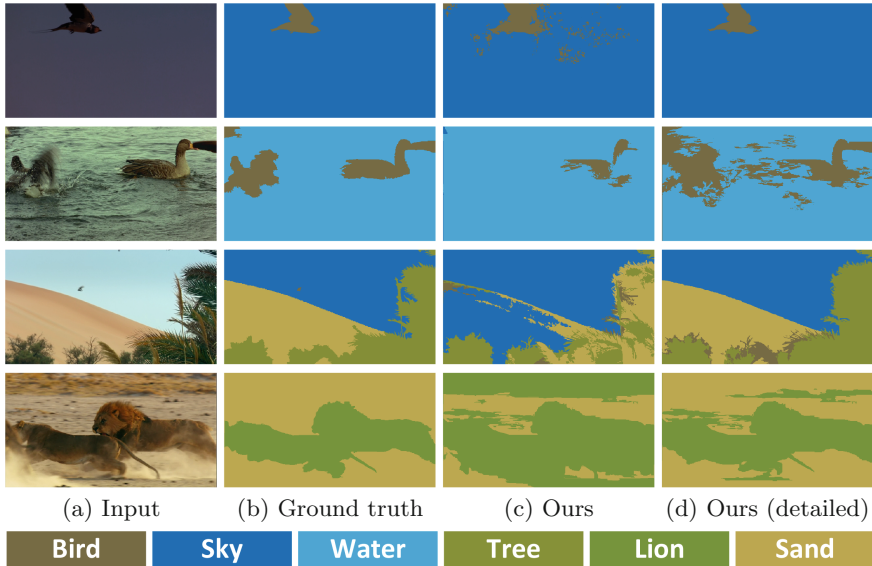 (a) Input (b) Ground truth (c) Ours (d) Ours (detailed)
Bird Sky Water Tree Lion Sand